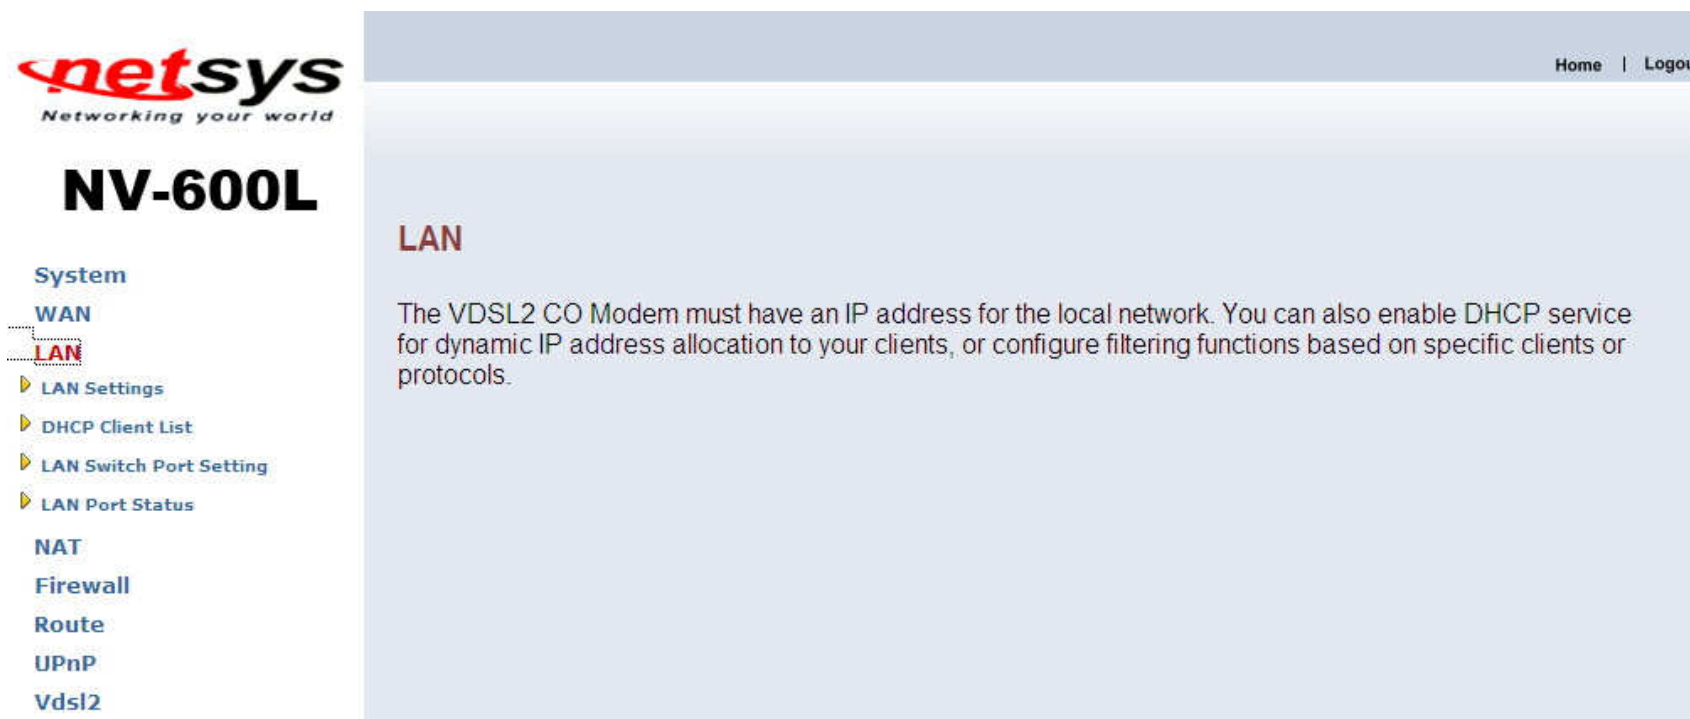 netsys
Networking your world
NV-600L
System
WAN
LAN
LAN Settings
DHCP Client List
LAN Switch Port Setting
LAN Port Status
NAT
Firewall
Route
UPnP
Vdsl2
Home | Logou
LAN
The VDSL2 CO Modem must have an IP address for the local network. You can also enable DHCP service
for dynamic IP address allocation to your clients, or configure filtering functions based on specific clients or
protocols.